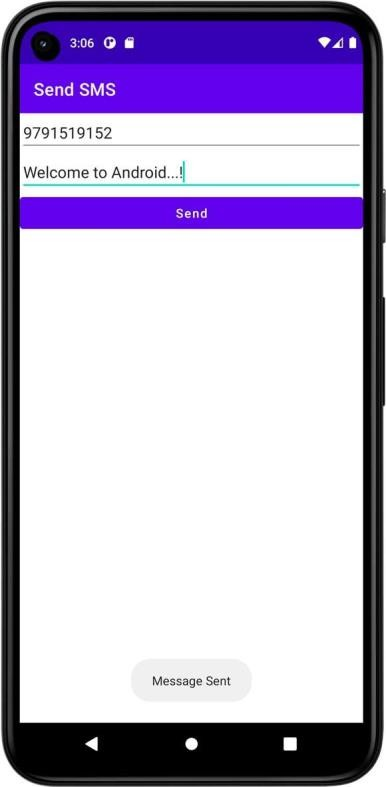 3:06
Send SMS
9791519152
Welcome to Android...!
Send
Message Sent